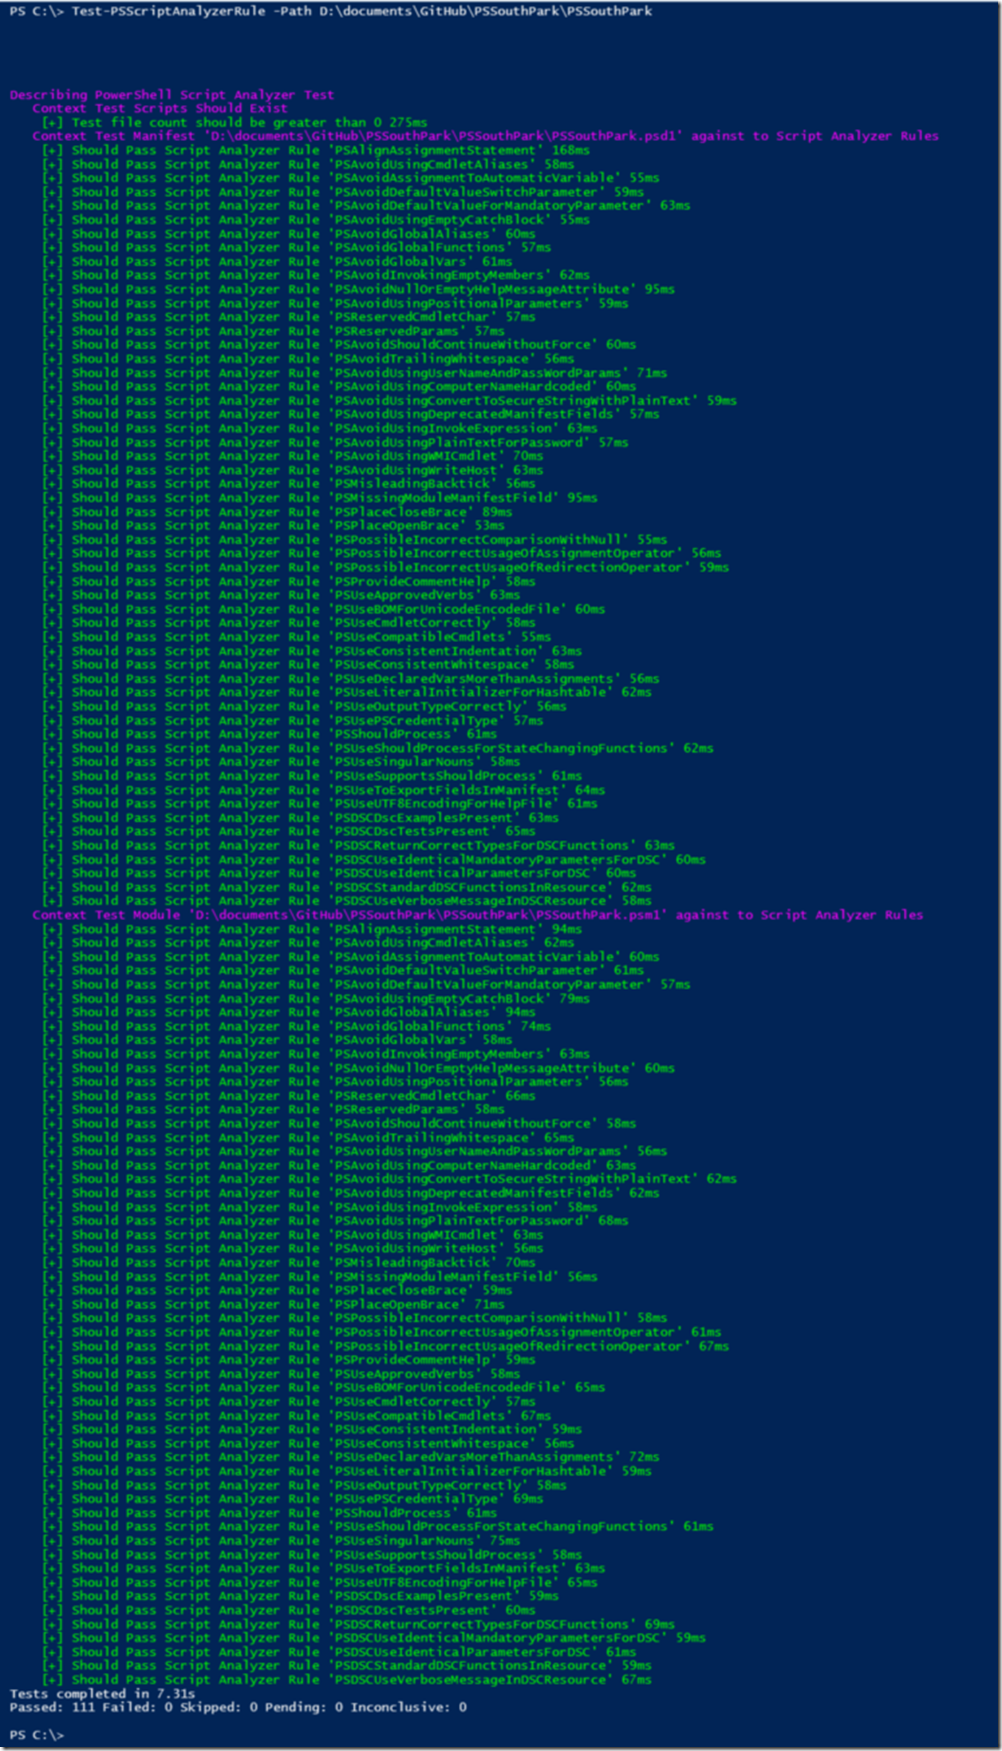 PS C:\> Test-PSScriptAnalyzerRule -Path D:\documents\GitHub\PSSouthPark\PSSouthPark
Describing PowerShell Script Analyzer Test
Context Test Scripts Should Exist
[+] Test file count should be greater than 0 275ms
Context Test Manifest 'D:\documents\GitHub\PSSouthPark\PSSouthPark\PSSouthPark.psd1' against to Script Analyzer Rules
[+] Should Pass Script Analyzer Rule 'PSAlignAssignmentStatement' 168ms
[+] Should Pass Script Analyzer Rule 'PSAvoidUsingCmdletAliases' 58ms
[+] Should Pass Script Analyzer Rule 'PSAvoidAssignmentToAutomaticVariable' 55ms
[+] Should Pass Script Analyzer Rule 'PSAvoidDefaultValueSwitchParameter' 59ms
[+] Should Pass Script Analyzer Rule 'PSAvoidDefaultValueForMandatoryParameter' 63ms
[+] Should Pass Script Analyzer Rule 'PSAvoidUsingEmptyCatchBlock' 55ms
[+] Should Pass Script Analyzer Rule 'PSAvoidGlobalAliases' 60ms
[+] Should Pass Script Analyzer Rule 'PSAvoidGlobalFunctions' 57ms
[+] Should Pass Script Analyzer Rule 'PSAvoidGlobalVars' 61ms
[+] Should Pass Script Analyzer Rule 'PSAvoidInvokingEmptyMembers' 62ms
[+] Should Pass Script Analyzer Rule 'PSAvoidNullOrEmptyHelpMessageAttribute' 95ms
[+] Should Pass Script Analyzer Rule 'PSAvoidUsingPositionalParameters' 59ms
[+] Should Pass Script Analyzer Rule 'PSReservedCmdletChar' 57ms
[+] Should Pass Script Analyzer Rule 'PSReservedParams' 57ms
[+] Should Pass Script Analyzer Rule 'PSAvoidShouldContinueWithoutForce' 60ms
[+] Should Pass Script Analyzer Rule 'PSAvoidTrailingWhitespace' 56ms
[+] Should Pass Script Analyzer Rule 'PSAvoidUsingUserNameAndPassWordParams' 71ms
[+] Should Pass Script Analyzer Rule 'PSAvoidUsingComputerNameHardcoded' 60ms
[+] Should Pass Script Analyzer Rule 'PSAvoidUsingConvertToSecureStringWithPlainText' 59ms
[+] Should Pass Script Analyzer Rule 'PSAvoidUsingDeprecatedManifestFields' 57ms
[+] Should Pass Script Analyzer Rule 'PSAvoidUsingInvokeExpression' 63ms
[+] Should Pass Script Analyzer Rule 'PSAvoidUsingPlainTextForPassword' 57ms
[+] Should Pass Script Analyzer Rule 'PSAvoidUsingWMICmdlet' 70ms
[+] Should Pass Script Analyzer Rule 'PSAvoidUsingWriteHost' 63ms
[+] Should Pass Script Analyzer Rule 'PSMisleadingBacktick' 56ms
[+] Should Pass Script Analyzer Rule 'PSMissingModuleManifestField' 95ms
[+] Should Pass Script Analyzer Rule 'PSPlaceCloseBrace' 89ms
[+] Should Pass Script Analyzer Rule 'PSPlaceOpenBrace' 53ms
[+] Should Pass Script Analyzer Rule 'PSPossibleIncorrectComparisonWithNull' 55ms
[+] Should Pass Script Analyzer Rule 'PSPossibleIncorrectUsageOfAssignmentOperator' 56ms
[+] Should Pass Script Analyzer Rule 'PSPossibleIncorrectUsageOfRedirectionOperator' 59ms
[+] Should Pass Script Analyzer Rule 'PSProvideCommentHelp' 58ms
[+] Should Pass Script Analyzer Rule 'PSUseApprovedVerbs' 63ms
[+] Should Pass Script Analyzer Rule 'PSUseBOMForUnicodeEncodedFile' 60ms
[+] Should Pass Script Analyzer Rule 'PSUseCmdletCorrectly' 58ms
[+] Should Pass Script Analyzer Rule 'PSUseCompatibleCmdlets' 55ms
[+] Should Pass Script Analyzer Rule 'PSUseConsistentIndentation' 63ms
[+] Should Pass Script Analyzer Rule 'PSUseConsistentWhitespace' 58ms
[+] Should Pass Script Analyzer Rule 'PSUseDeclaredVarsMoreThanAssignments' 56ms
[+] Should Pass Script Analyzer Rule 'PSUseLiteralInitializerForHashtable' 62ms
[+] Should Pass Script Analyzer Rule 'PSUseOutputTypeCorrectly' 56ms
[+] Should Pass Script Analyzer Rule 'PSUsePSCredentialType' 57ms
[+] Should Pass Script Analyzer Rule 'PSShouldProcess' 61ms
[+] Should Pass Script Analyzer Rule 'PSUseShouldProcessForStateChangingFunctions' 62ms
[+] Should Pass Script Analyzer Rule 'PSUseSingularNouns' 58ms
[+] Should Pass Script Analyzer Rule 'PSUseSupportsShouldProcess' 61ms
[+] Should Pass Script Analyzer Rule 'PSUseToExportFieldsInManifest' 64ms
[+] Should Pass Script Analyzer Rule 'PSUseUTF8EncodingForHelpFile' 61ms
[+] Should Pass Script Analyzer Rule 'PSDSCDscExamplesPresent' 63ms
[+] Should Pass Script Analyzer Rule 'PSDSCDscTestsPresent' 65ms
[+] Should Pass Script Analyzer Rule 'PSDSCReturnCorrectTypesForDSCFunctions' 63ms
[+] Should Pass Script Analyzer Rule 'PSDSCUseIdenticalMandatoryParametersForDSC' 60ms
[+] Should Pass Script Analyzer Rule 'PSDSCUseIdenticalParametersForDSC' 60ms
[+] Should Pass Script Analyzer Rule 'PSDSCStandardDSCFunctionsInResource' 62ms
[+] Should Pass Script Analyzer Rule 'PSDSCUseVerboseMessageInDSCResource' 58ms
Context Test Module 'D:\documents\GitHub\PSSouthPark\PSSouthPark\PSSouthPark.psm1' against to Script Analyzer Rules
[+] Should Pass Script Analyzer Rule 'PSAlignAssignmentStatement' 94ms
[+] Should Pass Script Analyzer Rule 'PSAvoidUsingCmdletAliases' 62ms
[+] Should Pass Script Analyzer Rule 'PSAvoidAssignmentToAutomaticVariable' 60ms
[+] Should Pass Script Analyzer Rule 'PSAvoidDefaultValueSwitchParameter' 61ms
[+] Should Pass Script Analyzer Rule 'PSAvoidDefaultValueForMandatoryParameter' 57ms
[+] Should Pass Script Analyzer Rule 'PSAvoidUsingEmptyCatchBlock' 79ms
[+] Should Pass Script Analyzer Rule 'PSAvoidGlobalAliases' 94ms
[+] Should Pass Script Analyzer Rule 'PSAvoidGlobalFunctions' 74ms
[+] Should Pass Script Analyzer Rule 'PSAvoidGlobalVars' 58ms
[+] Should Pass Script Analyzer Rule 'PSAvoidInvokingEmptyMembers' 63ms
[+] Should Pass Script Analyzer Rule 'PSAvoidNullOrEmptyHelpMessageAttribute' 60ms
[+] Should Pass Script Analyzer Rule 'PSAvoidUsingPositionalParameters' 56ms
[+] Should Pass Script Analyzer Rule 'PSReservedCmdletChar' 66ms
[+] Should Pass Script Analyzer Rule 'PSReservedParams' 58ms
[+] Should Pass Script Analyzer Rule 'PSAvoidShouldContinueWithoutForce' 58ms
[+] Should Pass Script Analyzer Rule 'PSAvoidTrailingWhitespace' 65ms
[+] Should Pass Script Analyzer Rule 'PSAvoidUsingUserNameAndPassWordParams' 56ms
[+] Should Pass Script Analyzer Rule 'PSAvoidUsingComputerNameHardcoded' 63ms
[+] Should Pass Script Analyzer Rule 'PSAvoidUsingConvertToSecureStringWithPlainText' 62ms
[+] Should Pass Script Analyzer Rule 'PSAvoidUsingDeprecatedManifestFields' 62ms
[+] Should Pass Script Analyzer Rule 'PSAvoidUsingInvokeExpression' 58ms
[+] Should Pass Script Analyzer Rule 'PSAvoidUsingPlainTextForPassword' 68ms
[+] Should Pass Script Analyzer Rule 'PSAvoidUsingWMICmdlet' 63ms
[+] Should Pass Script Analyzer Rule 'PSAvoidUsingWriteHost' 56ms
[+] Should Pass Script Analyzer Rule 'PSMisleadingBacktick' 70ms
[+] Should Pass Script Analyzer Rule 'PSMissingModuleManifestField' 56ms
[+] Should Pass Script Analyzer Rule 'PSPlaceCloseBrace' 59ms
[+] Should Pass Script Analyzer Rule 'PSPlaceOpenBrace' 71ms
[+] Should Pass Script Analyzer Rule 'PSPossibleIncorrectComparisonWithNull' 58ms
[+] Should Pass Script Analyzer Rule 'PSPossibleIncorrectUsageOfAssignmentOperator' 61ms
[+] Should Pass Script Analyzer Rule 'PSPossibleIncorrectUsageOfRedirectionOperator' 67ms
[+] Should Pass Script Analyzer Rule 'PSProvideCommentHelp' 59ms
[+] Should Pass Script Analyzer Rule 'PSUseApprovedVerbs' 58ms
[+] Should Pass Script Analyzer Rule 'PSUseBOMForUnicodeEncodedFile' 65ms
[+] Should Pass Script Analyzer Rule 'PSUseCmdletCorrectly' 57ms
[+] Should Pass Script Analyzer Rule 'PSUseCompatibleCmdlets' 67ms
[+] Should Pass Script Analyzer Rule 'PSUseConsistentIndentation' 59ms
[+] Should Pass Script Analyzer Rule 'PSUseConsistentWhitespace' 56ms
[+] Should Pass Script Analyzer Rule 'PSUseDeclaredVarsMoreThanAssignments' 72ms
[+] Should Pass Script Analyzer Rule 'PSUseLiteralInitializerForHashtable' 59ms
[+] Should Pass Script Analyzer Rule 'PSUseOutputTypeCorrectly' 58ms
[+] Should Pass Script Analyzer Rule 'PSUsePSCredentialType' 69ms
[+] Should Pass Script Analyzer Rule 'PSShouldProcess' 61ms
[+] Should Pass Script Analyzer Rule 'PSUseShouldProcessForStateChangingFunctions' 61ms
[+] Should Pass Script Analyzer Rule 'PSUseSingularNouns' 75ms
[+] Should Pass Script Analyzer Rule 'PSUseSupportsShouldProcess' 58ms
[+] Should Pass Script Analyzer Rule 'PSUseToExportFieldsInManifest' 63ms
[+] Should Pass Script Analyzer Rule 'PSUseUTF8EncodingForHelpFile' 65ms
[+] Should Pass Script Analyzer Rule 'PSDSCDscExamplesPresent' 59ms
[+] Should Pass Script Analyzer Rule 'PSDSCDscTestsPresent' 60ms
[+] Should Pass Script Analyzer Rule 'PSDSCReturnCorrectTypesForDSCFunctions' 69ms
[+] Should Pass Script Analyzer Rule 'PSDSCUseIdenticalMandatoryParametersForDSC' 59ms
[+] Should Pass Script Analyzer Rule 'PSDSCUseIdenticalParametersForDSC' 61ms
[+] Should Pass Script Analyzer Rule 'PSDSCStandardDSCFunctionsInResource' 59ms
[+] Should Pass Script Analyzer Rule 'PSDSCUseVerboseMessageInDSCResource' 67ms
Tests completed in 7.31s
Passed: 111 Failed: 0 Skipped: 0 Pending: 0 Inconclusive: 0
PS C:\>